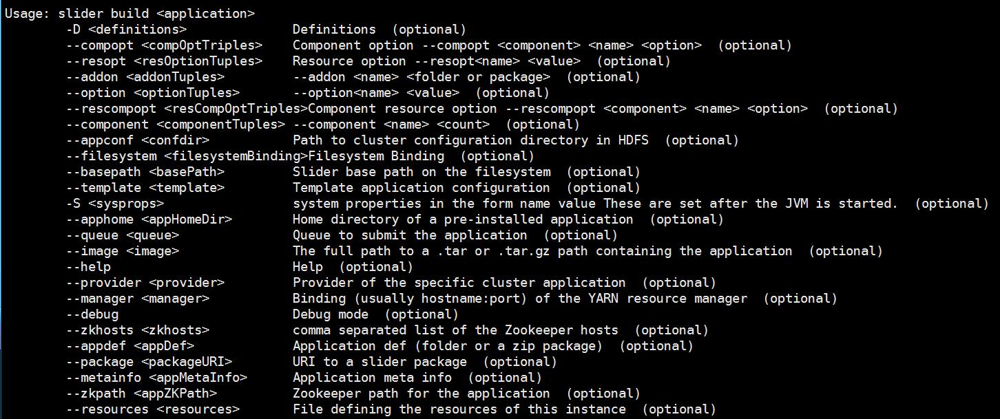 Usage: slider build <application>
-D <definitions> Definitions (optional)
--compopt <compOptTriples> Component option --compopt <component> <name> <option> (optional)
--resopt <resOptionTuples> Resource option --resopt<name> <value> (optional)
--addon <addonTuples> --addon <name> <folder or package> (optional)
--option <optionTuples> --option<name> <value> (optional)
--rescompopt <resCompOptTriples>Component resource option --rescompopt <component> <name> <option> (optional)
--component <componentTuples> --component <name> <count> (optional)
--appconf <confdir> Path to cluster configuration directory in HDFS (optional)
--filesystem <filesystemBinding>Filesystem Binding (optional)
--basepath <basePath> Slider base path on the filesystem (optional)
--template <template> Template application configuration (optional)
-S <sysprops> system properties in the form name value These are set after the JVM is started. (optional)
--apphome <appHomeDir> Home directory of a pre-installed application (optional)
--queue <queue> Queue to submit the application (optional)
--image <image> The full path to a .tar or .tar.gz path containing the application (optional)
--help Help (optional)
--provider <provider> Provider of the specific cluster application (optional)
--manager <manager> Binding (usually hostname:port) of the YARN resource manager (optional)
--debug Debug mode (optional)
--zkhosts <zkhosts> comma separated list of the Zookeeper hosts (optional)
--appdef <appDef> Application def (folder or a zip package) (optional)
--package <packageURI> URI to a slider package (optional)
--metainfo <appMetaInfo> Application meta info (optional)
--zkpath <appZKPath> Zookeeper path for the application (optional)
--resources <resources> File defining the resources of this instance (optional)